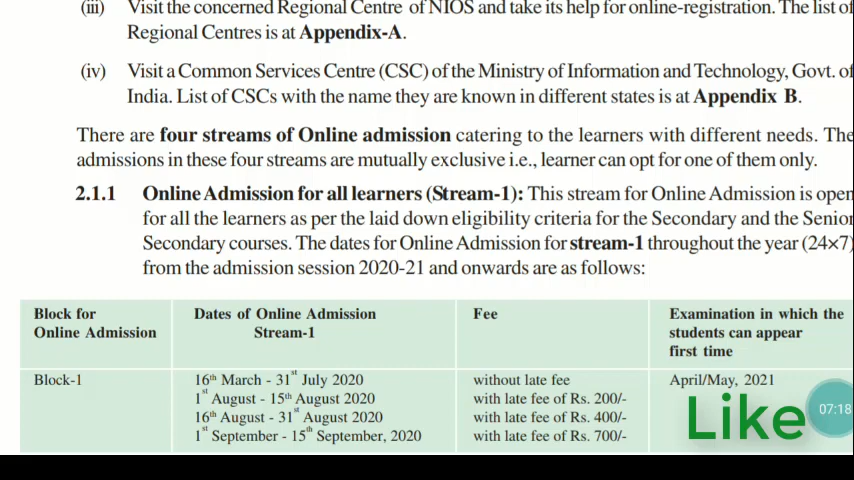 (iii) Visit the concerned Regional Centre of NIOS and take its help for online-registration. The list of
Regional Centres is at Appendix-A.
(iv) Visit a Common Services Centre (CSC) of the Ministry of Information and Technology, Govt. of
India. List of CSCs with the name they are known in different states is at Appendix B.
There are four streams of Online admission catering to the learners with different needs. The
admissions in these four streams are mutually exclusive i.e., learner can opt for one of them only.
2.1.1 Online Admission for all learners (Stream-1): This stream for Online Admission is open
for all the learners as per the laid down eligibility criteria for the Secondary and the Senior
Secondary courses. The dates for Online Admission for stream-1 throughout the year (24×7)
from the admission session 2020-21 and onwards are as follows:
Block for
Online Admission
Dates of Online Admission
Stream-1
Fee
Examination in which the
students can appear
first time
Block-1
16th March - 31st July 2020
1st August - 15th August 2020
16th August - 31st August 2020
1st September - 15th September, 2020
without late fee
with late fee of Rs. 200/-
with late fee of Rs. 400/-
with late fee of Rs. 700/-
April/May, 2021
Like
07:18